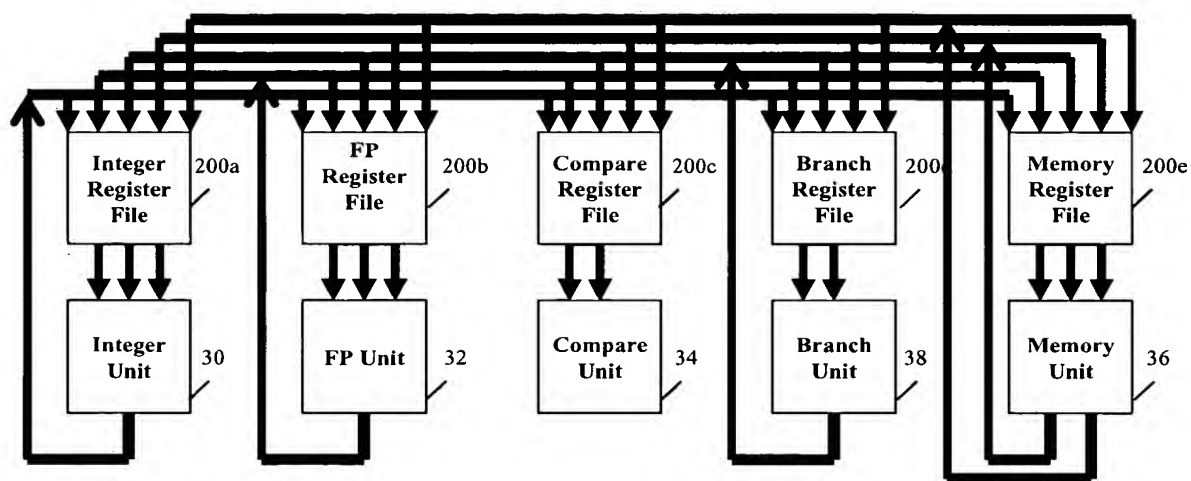 Integer
Register
File
200a
FP
Register
File
200b
Compare
Register
File
200c
Branch
Register
File
Memory
Register
File
200e
Integer
Unit
30
FP Unit
32
Compare
Unit
34
Branch
Unit
38
Memory
Unit
36